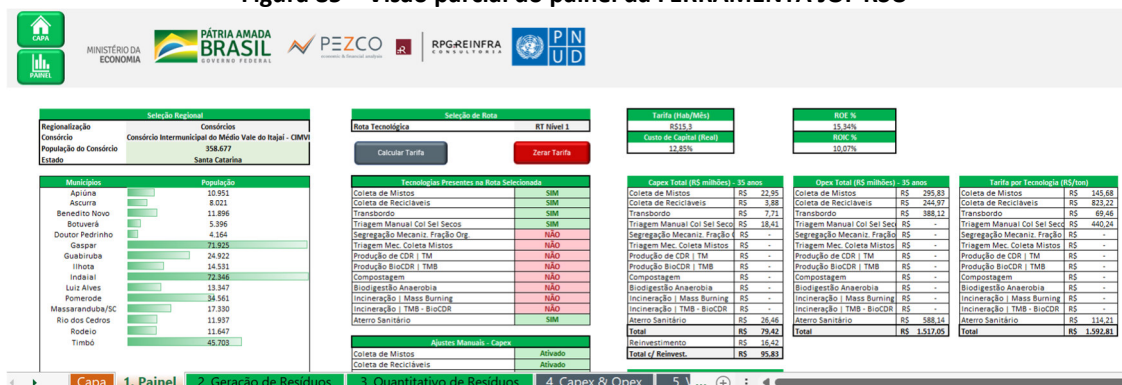 Figura 85 – Visão parcial do painel da FERRAMENTA SUP RSU
CAPA
PAINEL
MINISTÉRIO DA
ECONOMIA
PÁTRIA AMADA
BRASIL
GOVERNO FEDERAL
PEZCO
economic & financial analysis
RPGREINFRA
CONSULTORIA
PNUD
Seleção Regional
Regionalização Consórcios
Consórcio Consórcio Intermunicipal do Médio Vale do Itajaí - CIMVI
População do Consórcio 358.677
Estado Santa Catarina
Seleção de Rota
Rota Tecnológica RT Nível 1
Calcular Tarifa
Zerar Tarifa
Tarifa (Hab/Mês)
R$15,3
Custo de Capital (Real)
12,85%
ROE %
15,34%
ROIC %
10,07%
Municípios População
Apiúna 10.951
Ascurra 8.021
Benedito Novo 11.896
Botuverá 5.396
Doutor Pedrinho 4.164
Gaspar 71.925
Guabiruba 24.922
Ilhota 14.531
Indaial 72.346
Luiz Alves 13.347
Pomerode 34.561
Massaranduba/SC 17.330
Rio dos Cedros 11.937
Rodeio 11.647
Timbó 45.703
Tecnologias Presentes na Rota Selecionada
Coleta de Mistos SIM
Coleta de Recicláveis SIM
Transbordo SIM
Triagem Manual Col Sel Secos SIM
Segregação Mecaniz. Fração Org. NÃO
Triagem Mec. Coleta Mistos NÃO
Produção de CDR | TM NÃO
Produção BioCDR | TMB NÃO
Compostagem NÃO
Biodigestão Anaerobia NÃO
Incineração | Mass Burning NÃO
Incineração | TMB - BioCDR NÃO
Aterro Sanitário SIM
Ajustes Manuais - Capex
Coleta de Mistos Ativado
Coleta de Recicláveis Ativado
Capex Total (R$ milhões) - 35 anos
Coleta de Mistos R$ 22,95
Coleta de Recicláveis R$ 3,88
Transbordo R$ 7,71
Triagem Manual Col Sel Seco R$ 18,41
Segregação Mecaniz. Fração ( R$ -
Triagem Mec. Coleta Mistos R$ -
Produção de CDR | TM R$ -
Produção BioCDR | TMB R$ -
Compostagem R$ -
Biodigestão Anaerobia R$ -
Incineração | Mass Burning R$ -
Incineração | TMB - BioCDR R$ -
Aterro Sanitário R$ 26,46
Total R$ 79,42
Reinvestimento R$ 16,42
Total c/ Reinvest. R$ 95,83
Opex Total (R$ milhões) - 35 anos
Coleta de Mistos R$ 295,83
Coleta de Recicláveis R$ 244,97
Transbordo R$ 388,12
Triagem Manual Col Sel Seco R$ -
Segregação Mecaniz. Fração R$ -
Triagem Mec. Coleta Mistos R$ -
Produção de CDR | TM R$ -
Produção BioCDR | TMB R$ -
Compostagem R$ -
Biodigestão Anaerobia R$ -
Incineração | Mass Burning R$ -
Incineração | TMB - BioCDR R$ -
Aterro Sanitário R$ 588,14
Total R$ 1.517,05
Tarifa por Tecnologia (R$/ton)
Coleta de Mistos R$ 145,68
Coleta de Recicláveis R$ 823,22
Transbordo R$ 69,46
Triagem Manual Col Sel Secc R$ 440,24
Segregação Mecaniz. Fração R$ -
Triagem Mec. Coleta Mistos R$ -
Produção de CDR | TM R$ -
Produção BioCDR | TMB R$ -
Compostagem R$ -
Biodigestão Anaerobia R$ -
Incineração | Mass Burning R$ -
Incineração | TMB - BioCDR R$ -
Aterro Sanitário R$ 114,21
Total R$ 1.592,81
Capa 1. Painel 2. Geração de Resíduos 3. Quantitativo de Resíduos 4. Capex & Opex 5. V ...